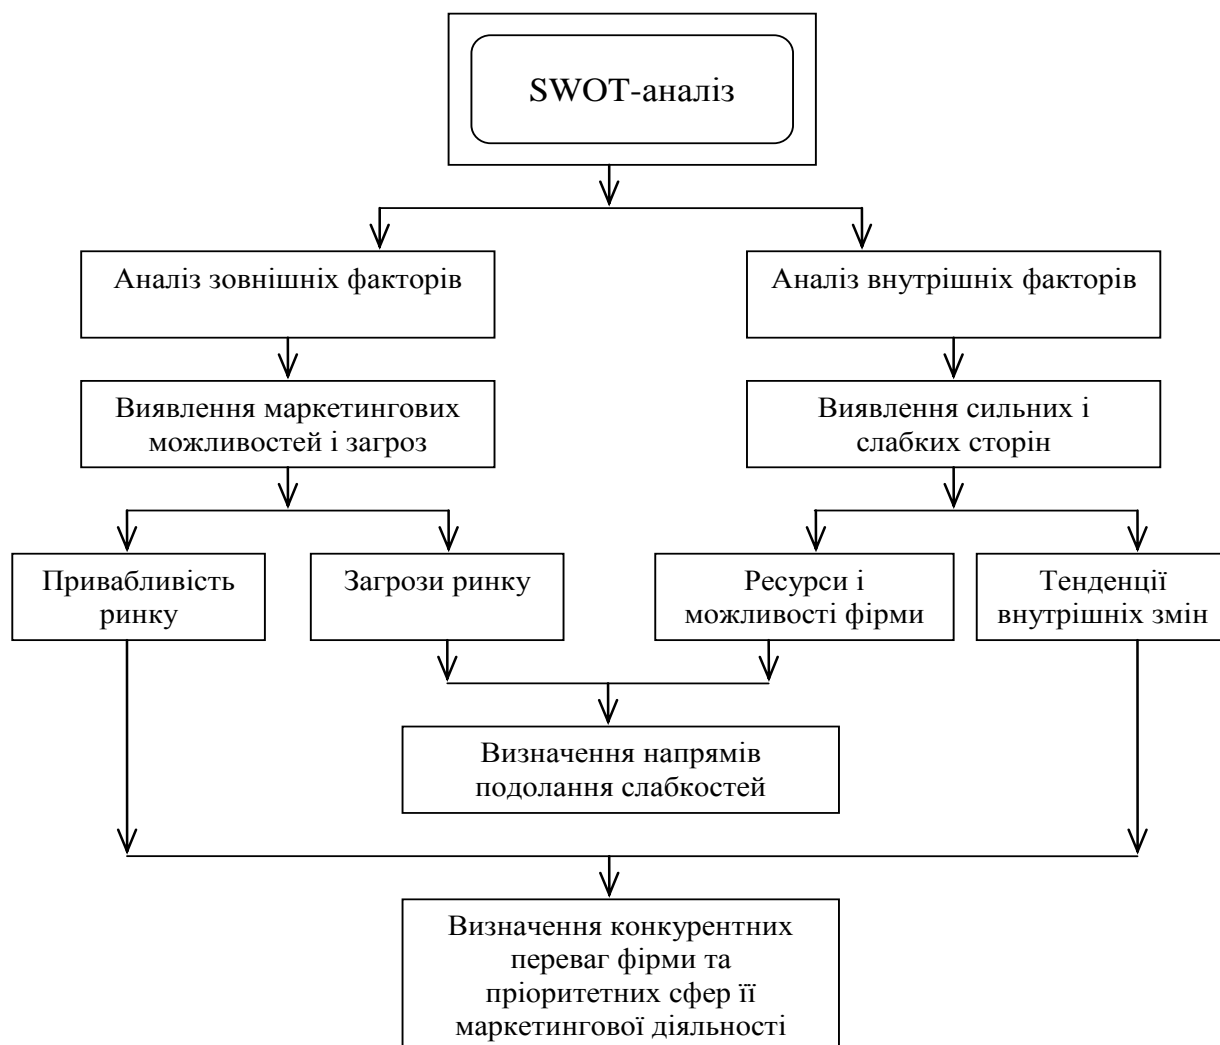 SWOT-аналіз
Аналіз зовнішніх факторів
Аналіз внутрішніх факторів
Виявлення маркетингових
можливостей і загроз
Виявлення сильних і
слабких сторін
Привабливість
ринку
Загрози ринку
Ресурси і
можливості фірми
Тенденції
внутрішніх змін
Визначення напрямів
подолання слабкостей
Визначення конкурентних
переваг фірми та
пріоритетних сфер її
маркетингової діяльності